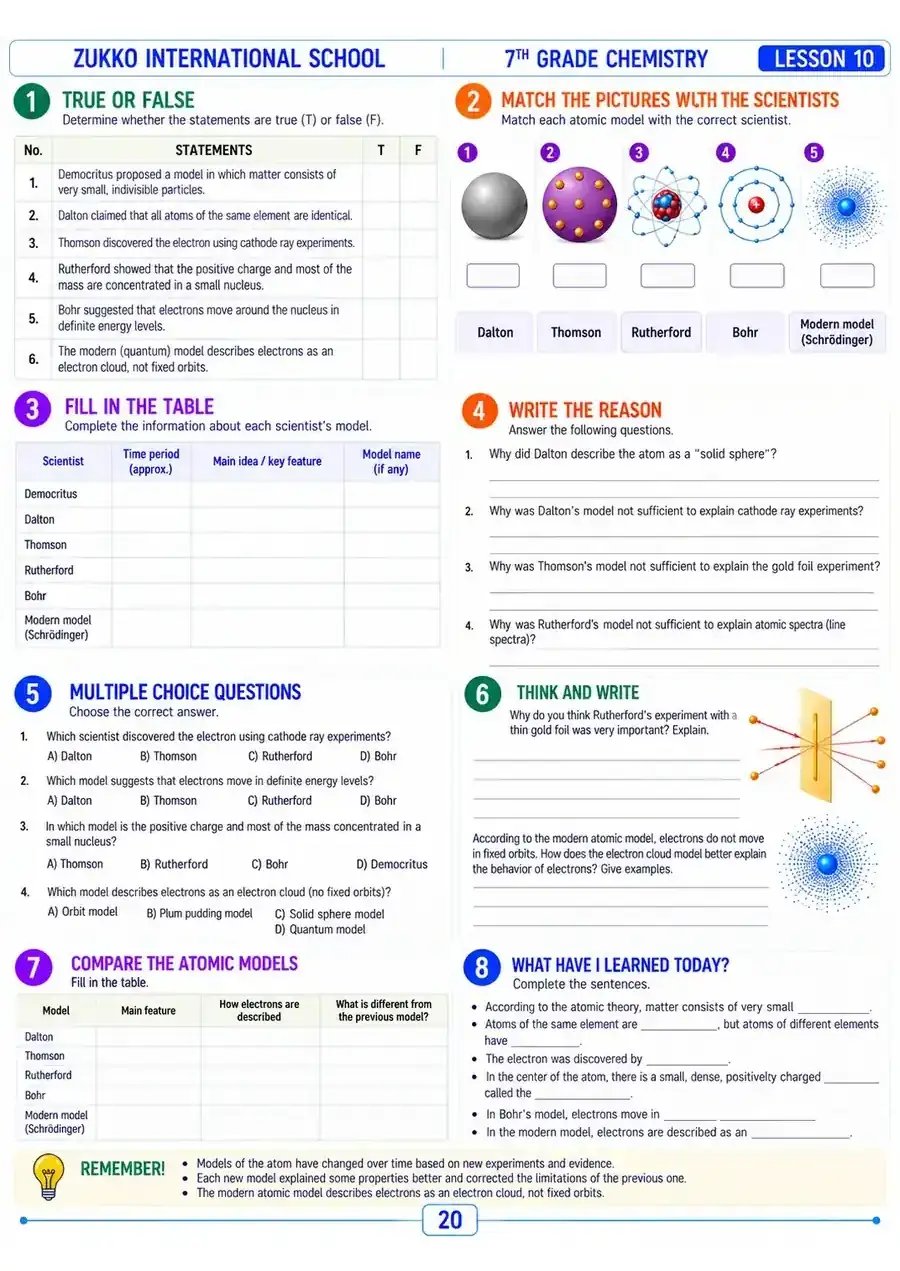 ZUKKO INTERNATIONAL SCHOOL
7TH GRADE CHEMISTRY
LESSON 10
1 TRUE OR FALSE
Determine whether the statements are true (T) or false (F).
No. STATEMENTS T F
1. Democritus proposed a model in which matter consists of
very small, indivisible particles.
2. Dalton claimed that all atoms of the same element are identical.
3. Thomson discovered the electron using cathode ray experiments.
4. Rutherford showed that the positive charge and most of the
mass are concentrated in a small nucleus.
5. Bohr suggested that electrons move around the nucleus in
definite energy levels.
6. The modern (quantum) model describes electrons as an
electron cloud, not fixed orbits.
2 MATCH THE PICTURES WITH THE SCIENTISTS
Match each atomic model with the correct scientist.
1 2 3 4 5
+
Dalton Thomson Rutherford Bohr Modern model
(Schrödinger)
3 FILL IN THE TABLE
Complete the information about each scientist's model.
Scientist Time period
(approx.) Main idea / key feature Model name
(if any)
Democritus
Dalton
Thomson
Rutherford
Bohr
Modern model
(Schrödinger)
4 WRITE THE REASON
Answer the following questions.
1. Why did Dalton describe the atom as a "solid sphere"?
2. Why was Dalton's model not sufficient to explain cathode ray experiments?
3. Why was Thomson's model not sufficient to explain the gold foil experiment?
4. Why was Rutherford's model not sufficient to explain atomic spectra (line
spectra)?
5 MULTIPLE CHOICE QUESTIONS
Choose the correct answer.
1. Which scientist discovered the electron using cathode ray experiments?
A) Dalton B) Thomson C) Rutherford D) Bohr
2. Which model suggests that electrons move in definite energy levels?
A) Dalton B) Thomson C) Rutherford D) Bohr
3. In which model is the positive charge and most of the mass concentrated in a
small nucleus?
A) Thomson B) Rutherford C) Bohr D) Democritus
4. Which model describes electrons as an electron cloud (no fixed orbits)?
A) Orbit model B) Plum pudding model C) Solid sphere model
D) Quantum model
6 THINK AND WRITE
Why do you think Rutherford's experiment with a
thin gold foil was very important? Explain.
According to the modern atomic model, electrons do not move
in fixed orbits. How does the electron cloud model better explain
the behavior of electrons? Give examples.
7 COMPARE THE ATOMIC MODELS
Fill in the table.
Model Main feature How electrons are
described What is different from
the previous model?
Dalton
Thomson
Rutherford
Bohr
Modern model
(Schrödinger)
8 WHAT HAVE I LEARNED TODAY?
Complete the sentences.
• According to the atomic theory, matter consists of very small ____________.
• Atoms of the same element are ____________, but atoms of different elements
have ___________.
• The electron was discovered by _____________.
• In the center of the atom, there is a small, dense, positivelty charged _________
called the _______________.
• In Bohr's model, electrons move in ________ _______________
• In the modern model, electrons are described as an ________________.
REMEMBER!
• Models of the atom have changed over time based on new experiments and evidence.
• Each new model explained some properties better and corrected the limitations of the previous one.
• The modern atomic model describes electrons as an electron cloud, not fixed orbits.
20